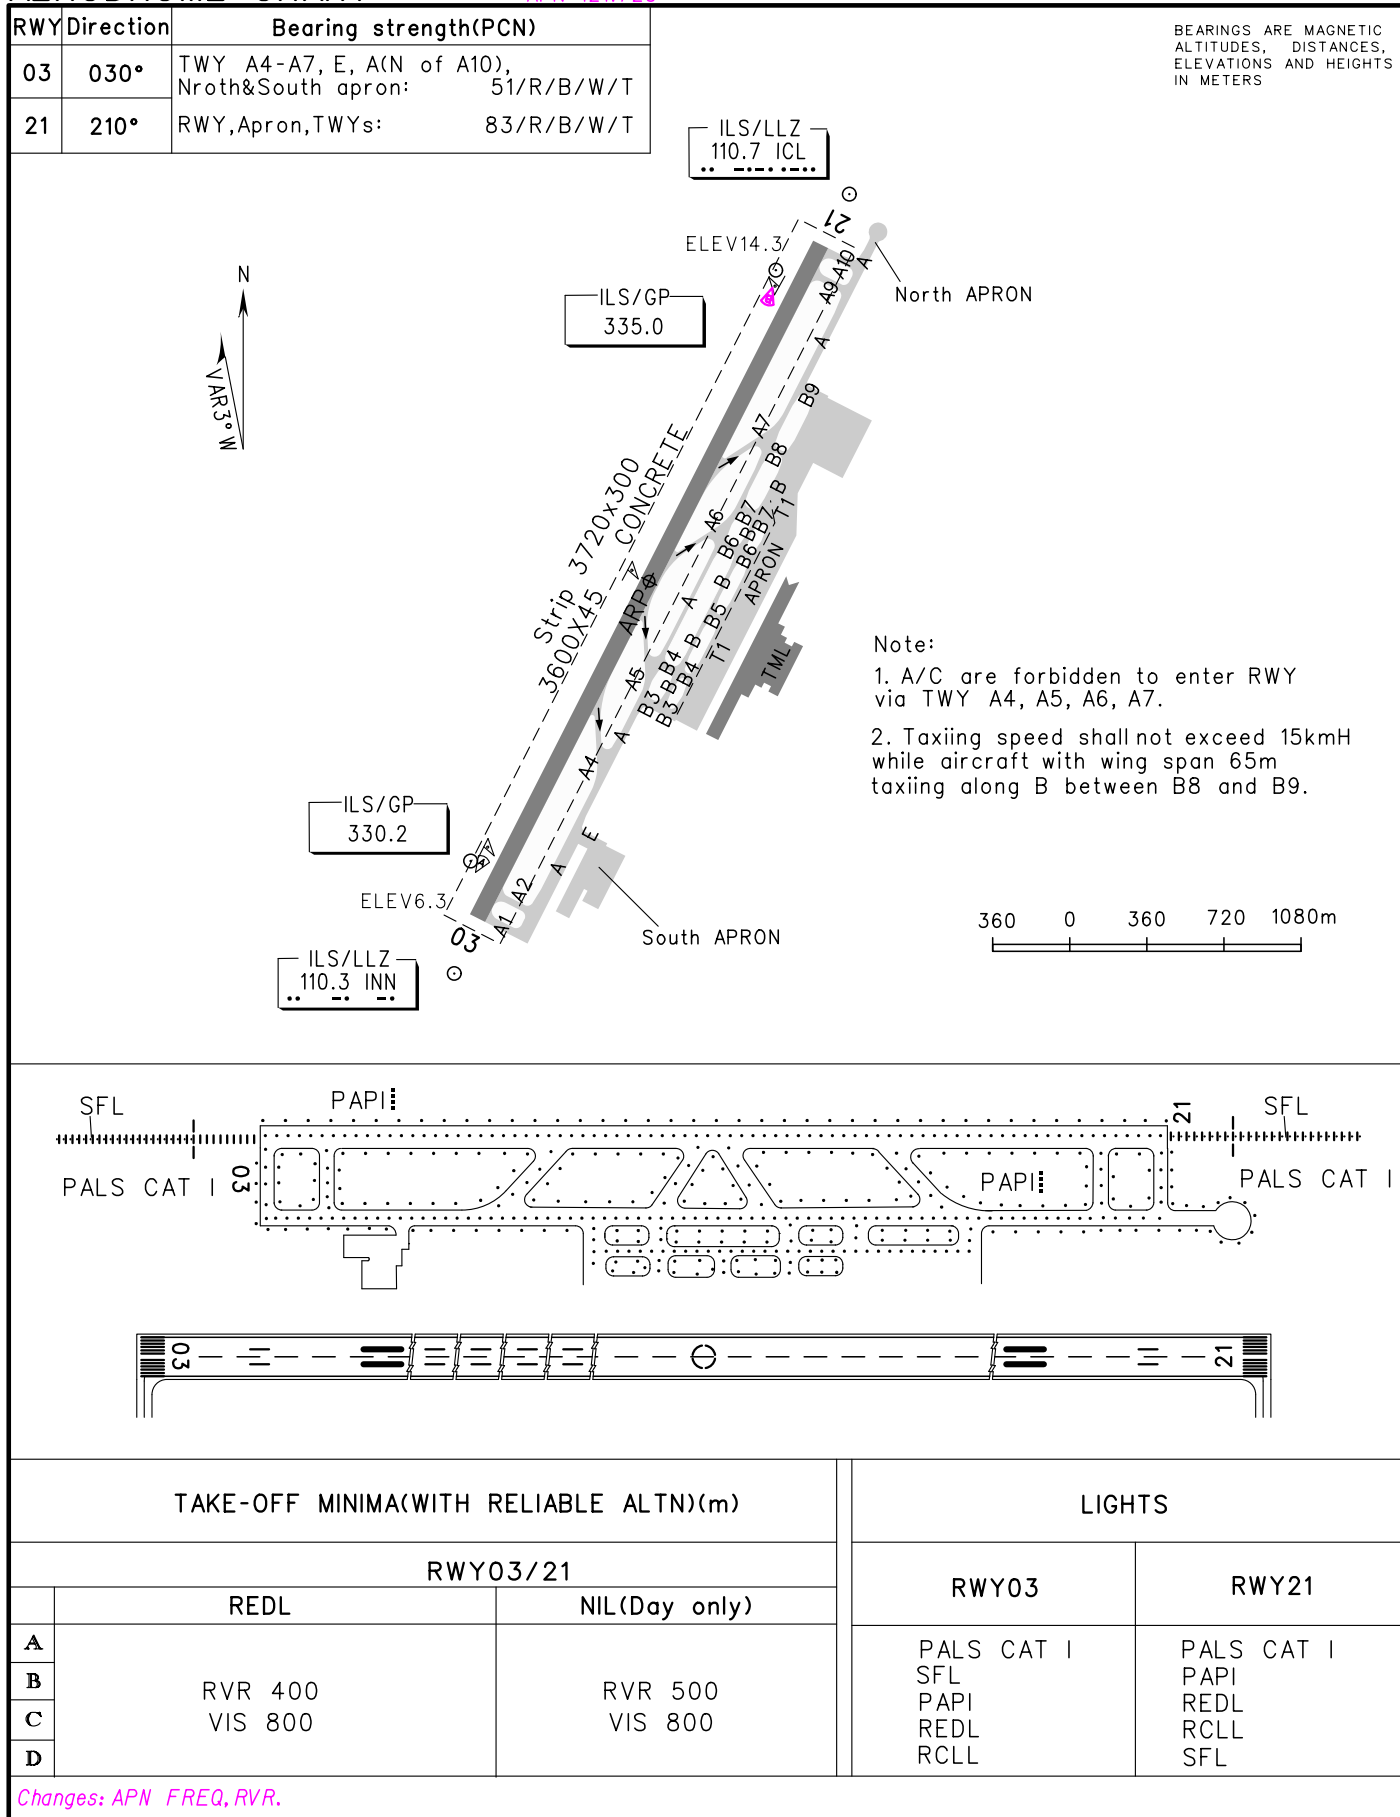 RWY Direction Bearing strength(PCN)
03 030° TWY A4-A7, E, A(N of A10),
Nroth&South apron: 51/R/B/W/T
21 210° RWY,Apron,TWYs: 83/R/B/W/T
BEARINGS ARE MAGNETIC
ALTITUDES, DISTANCES,
ELEVATIONS AND HEIGHTS
IN METERS
ILS/LLZ
110.7 ICL
21
ELEV14.3
A10
A
A9
North APRON
N
VAR3°W
ILS/GP
335.0
A
B9
A7
B8
B
T1
Strip 3720x300
CONCRETE
3600X45
A6
B7
B7
B6
B6
B
B
APRON
ARP
A
B
B5
T1
B
B4
B4
B
B3
B3
A5
TML
A
A4
Note:
1. A/C are forbidden to enter RWY
via TWY A4, A5, A6, A7.
2. Taxiing speed shall not exceed 15kmH
while aircraft with wing span 65m
taxiing along B between B8 and B9.
ILS/GP
330.2
E
A
A2
A1
ELEV6.3
03
South APRON
ILS/LLZ
110.3 INN
360 0 360 720 1080m
SFL
PAPI
21
SFL
PALS CAT I
03
PAPI
PALS CAT I
03
21
TAKE-OFF MINIMA(WITH RELIABLE ALTN)(m)
LIGHTS
RWY03/21
RWY03 RWY21
REDL NIL(Day only)
A
B
C
D
RVR 400
VIS 800
RVR 500
VIS 800
PALS CAT I
SFL
PAPI
REDL
RCLL
PALS CAT I
PAPI
REDL
RCLL
SFL
Changes: APN FREQ, RVR.